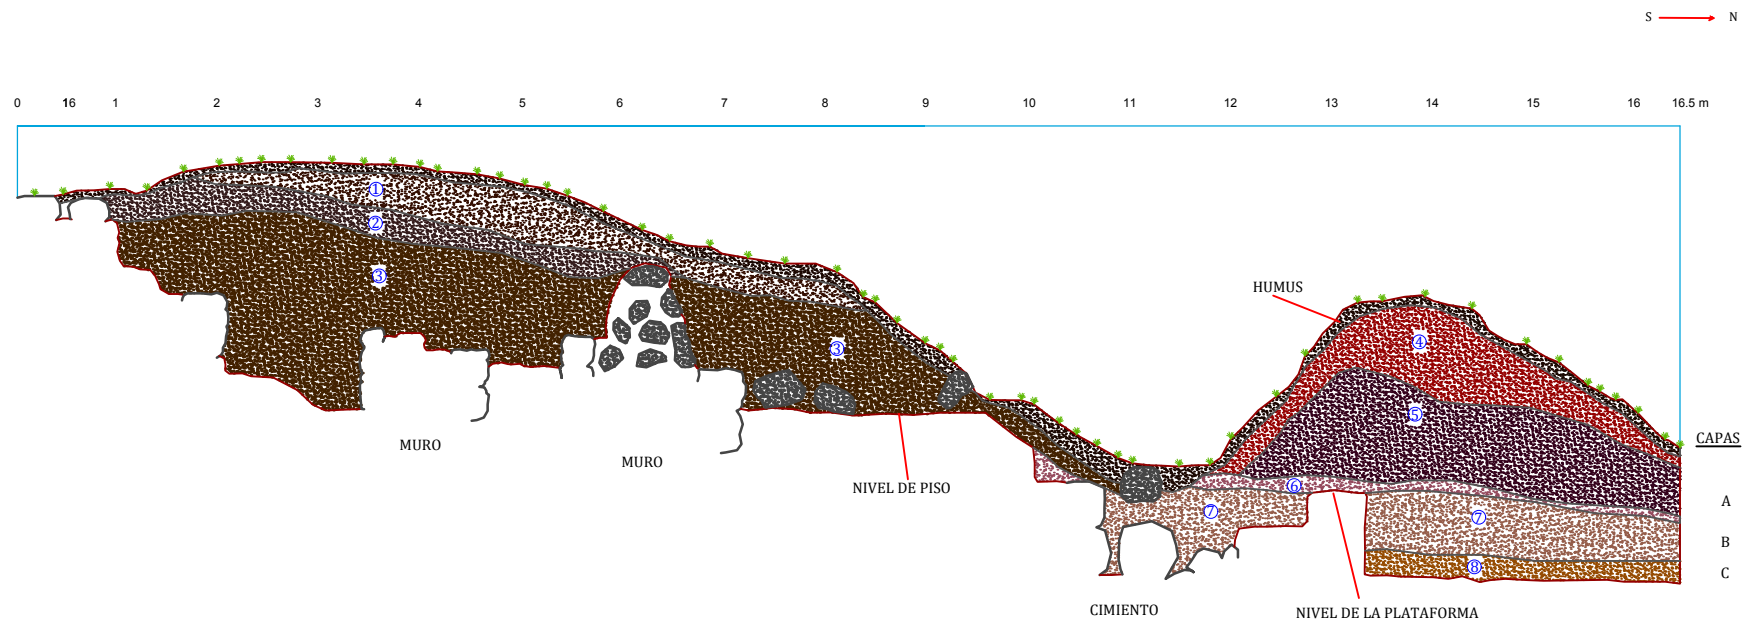 S N
0 16 1 2 3 4 5 6 7 8 9 10 11 12 13 14 15 16 16.5 m
1
2
3
HUMUS
4
3
5
CAPAS
MURO
MURO
NIVEL DE PISO
6
A
7
7
B
8
C
CIMIENTO
NIVEL DE LA PLATAFORMA